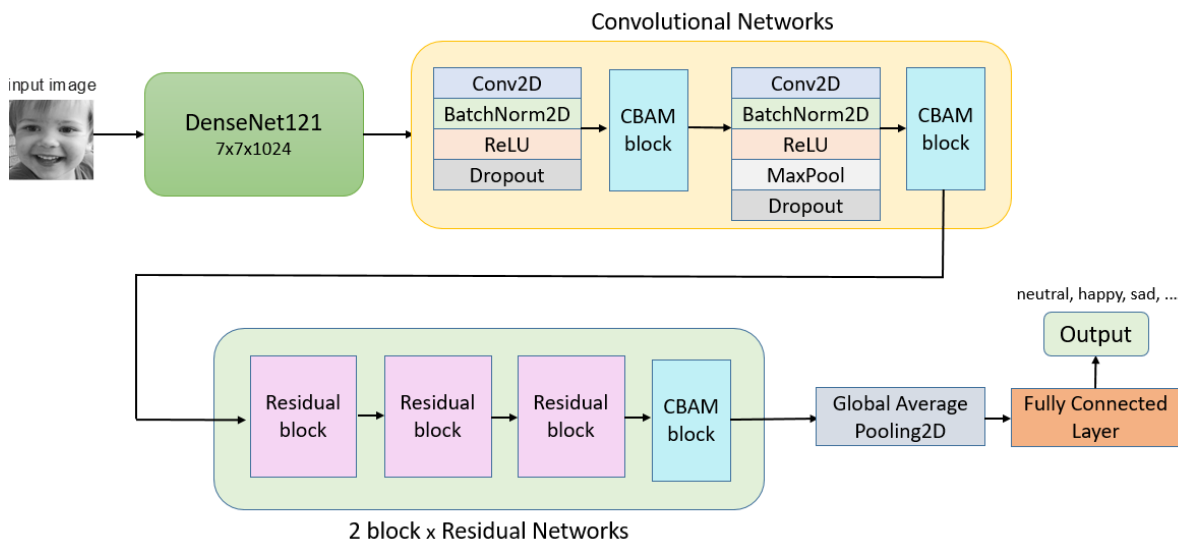 Convolutional Networks
input image
DenseNet121
7x7x1024
Conv2D
BatchNorm2D
ReLU
Dropout
CBAM
block
Conv2D
BatchNorm2D
ReLU
MaxPool
Dropout
CBAM
block
Residual
block
Residual
block
Residual
block
CBAM
block
2 block x Residual Networks
Global Average
Pooling2D
Fully Connected
Layer
Output
neutral, happy, sad, ...